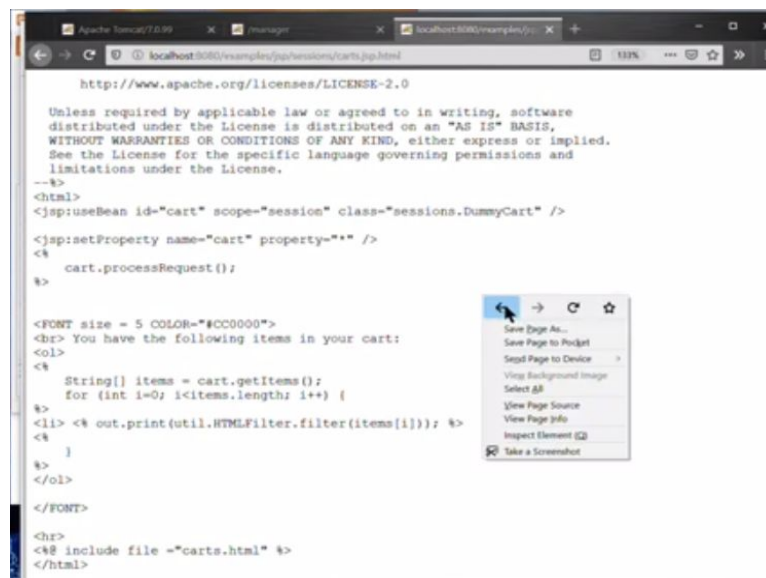 Apache Tomcat/7.0.99
/manager
localhost:8080/examples/jsp
localhost:8080/examples/jsp/sessions/carts.jsp.html
133%
http://www.apache.org/licenses/LICENSE-2.0
Unless required by applicable law or agreed to in writing, software
distributed under the License is distributed on an "AS IS" BASIS,
WITHOUT WARRANTIES OR CONDITIONS OF ANY KIND, either express or implied.
See the License for the specific language governing permissions and
limitations under the License.
--%>
<html>
<jsp:useBean id="cart" scope="session" class="sessions.DummyCart" />
<jsp:setProperty name="cart" property="*" />
<%
cart.processRequest();
%>
<FONT size = 5 COLOR="#CC0000">
<br> You have the following items in your cart:
<ol>
<%
String[] items = cart.getItems();
for (int i=0; i<items.length; i++) {
%>
<li> <% out.print(util.HTMLFilter.filter(items[i])); %>
<%
}
%>
</ol>
</FONT>
<hr>
<%@ include file ="carts.html" %>
</html>
Save Page As...
Save Page to Pocket
Send Page to Device
View Background Image
Select All
View Page Source
View Page Info
Inspect Element (Q)
Take a Screenshot